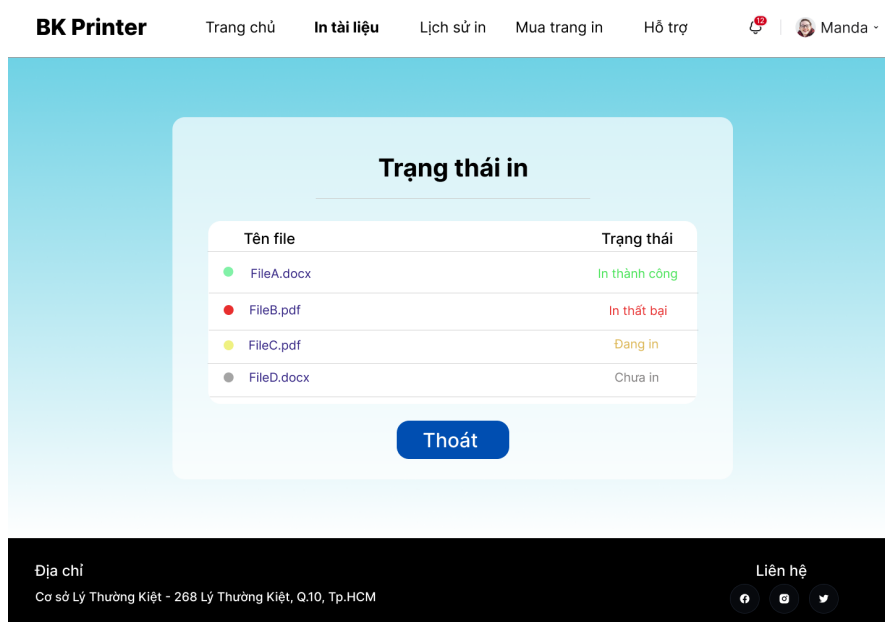 BK Printer Trang chủ In tài liệu Lịch sử in Mua trang in Hỗ trợ 12 Manda
Trạng thái in
Tên file Trạng thái
FileA.docx In thành công
FileB.pdf In thất bại
FileC.pdf Đang in
FileD.docx Chưa in
Thoát
Địa chỉ Liên hệ
Cơ sở Lý Thường Kiệt - 268 Lý Thường Kiệt, Q.10, Tp.HCM